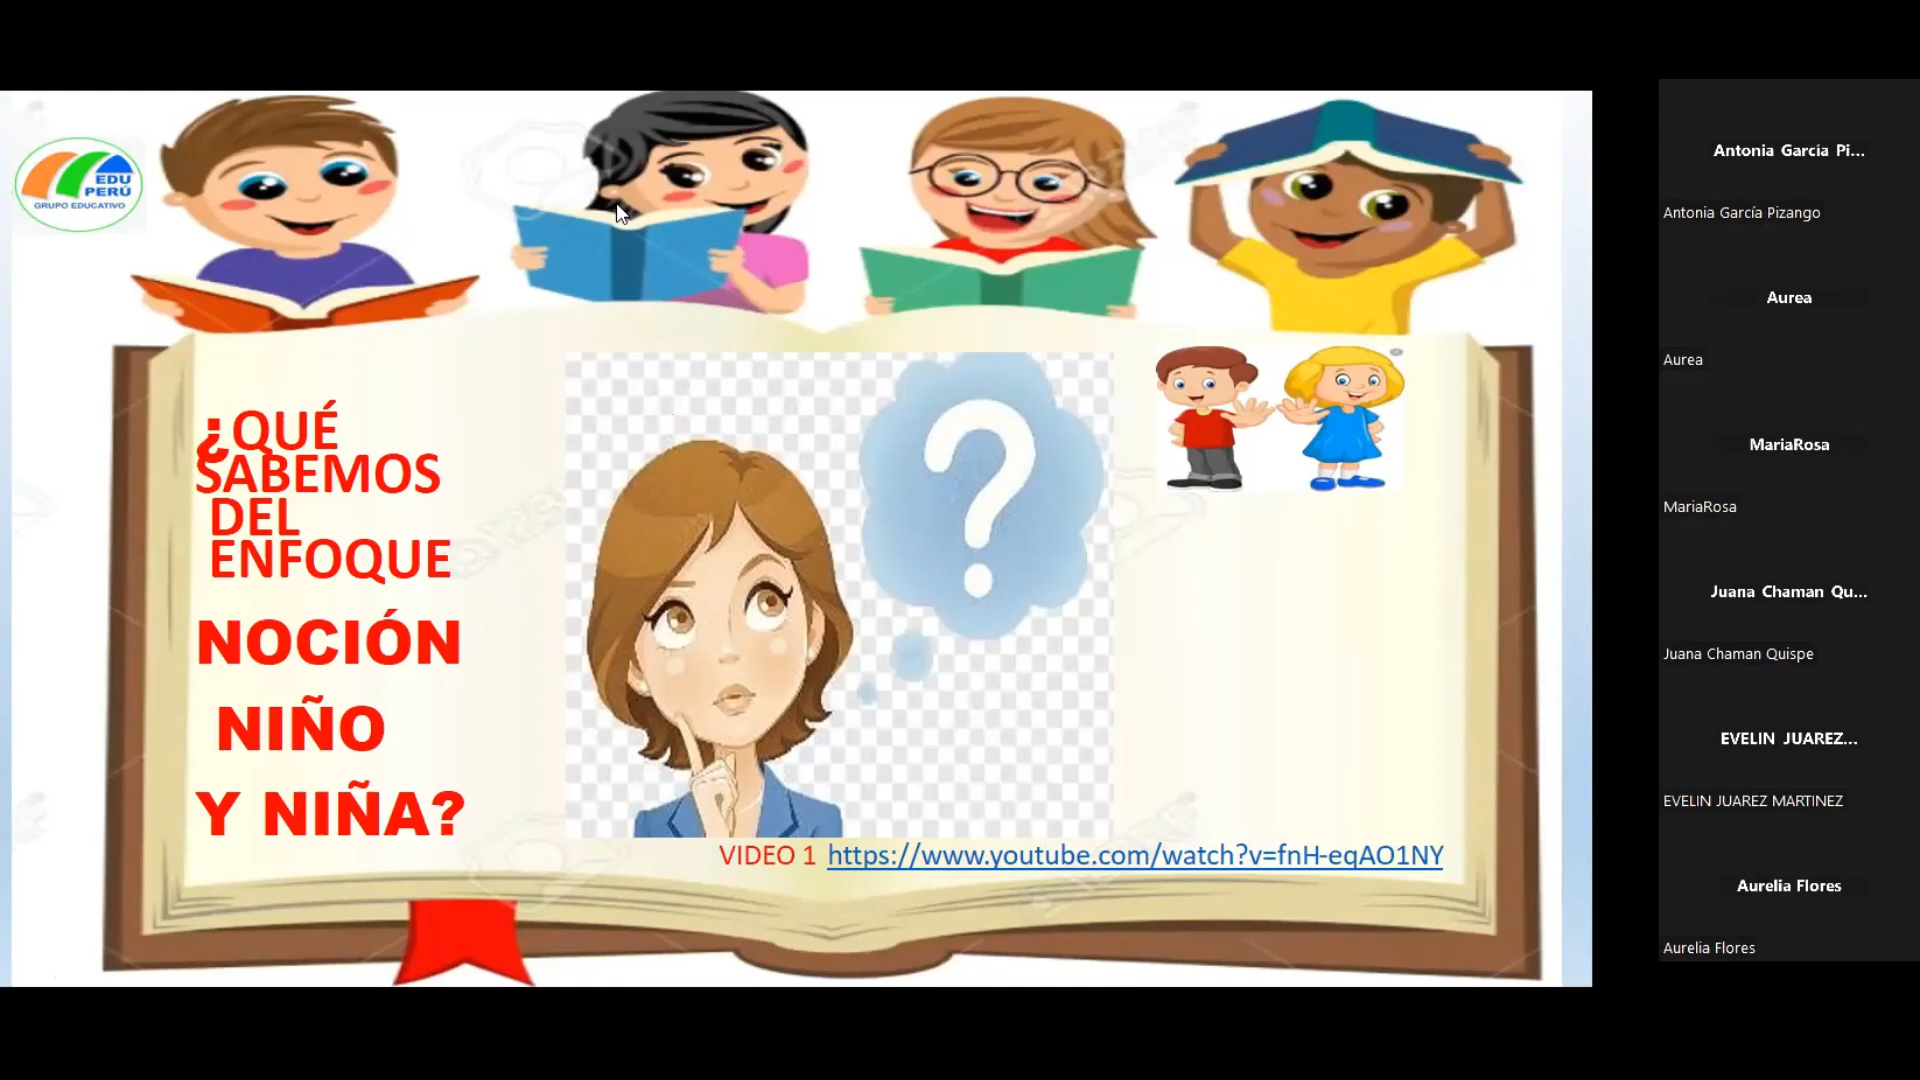 EDU
PERÚ
GRUPO EDUCATIVO
¿QUÉ
SABEMOS
DEL
ENFOQUE
NOCIÓN
NIÑO
Y NIÑA?
VIDEO 1 https://www.youtube.com/watch?v=fnH-eqAO1NY
Antonia García Pi...
Antonia García Pizango
Aurea
Aurea
MariaRosa
MariaRosa
Juana Chaman Qu...
Juana Chaman Quispe
EVELIN JUAREZ...
EVELIN JUAREZ MARTINEZ
Aurelia Flores
Aurelia Flores